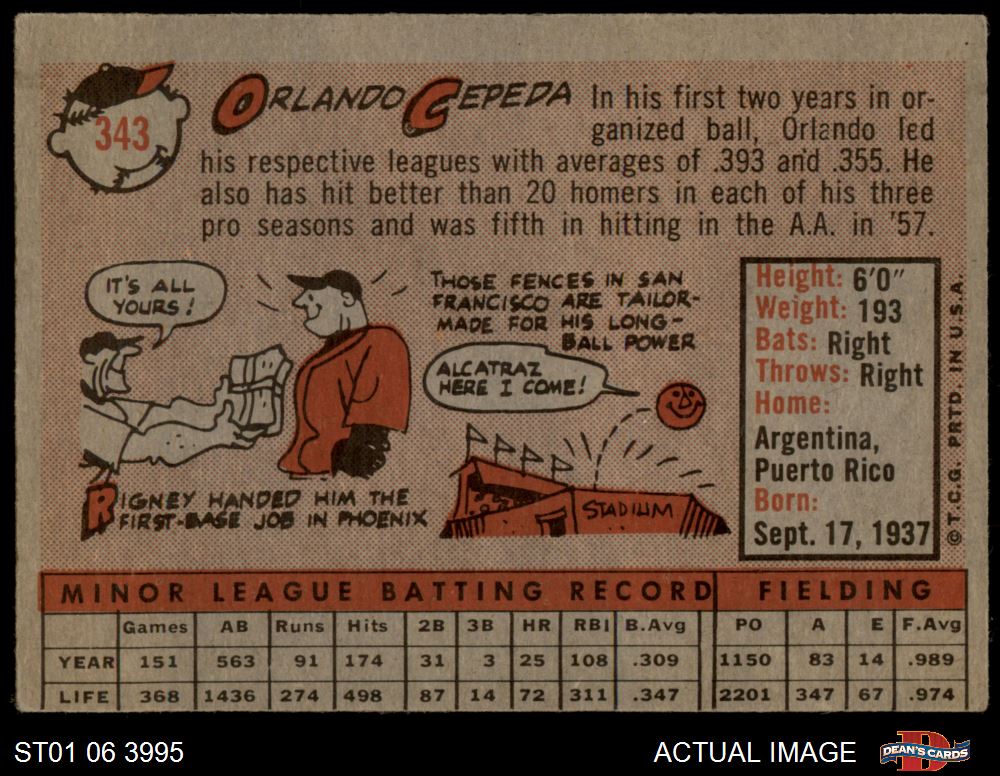 343
ORLANDO CEPEDA
In his first two years in or-
ganized ball, Orlando led
his respective leagues with averages of .393 and .355. He
also has hit better than 20 homers in each of his three
pro seasons and was fifth in hitting in the A.A. in '57.
IT'S ALL
YOURS!
RIGNEY HANDED HIM THE
FIRST-BASE JOB IN PHOENIX
THOSE FENCES IN SAN
FRANCISCO ARE TAILOR-
MADE FOR HIS LONG-
BALL POWER
ALCATRAZ
HERE I COME!
STADIUM
Height: 6'0"
Weight: 193
Bats: Right
Throws: Right
Home:
Argentina,
Puerto Rico
Born:
Sept. 17, 1937
© T.C.G. PRTD. IN U.S.A.
MINOR LEAGUE BATTING RECORD FIELDING
Games AB Runs Hits 2B 3B HR RBI B.Avg PO A E F.Avg
YEAR 151 563 91 174 31 3 25 108 .309 1150 83 14 .989
LIFE 368 1436 274 498 87 14 72 311 .347 2201 347 67 .974
ST01 06 3995
ACTUAL IMAGE
D
DEAN'S CARDS